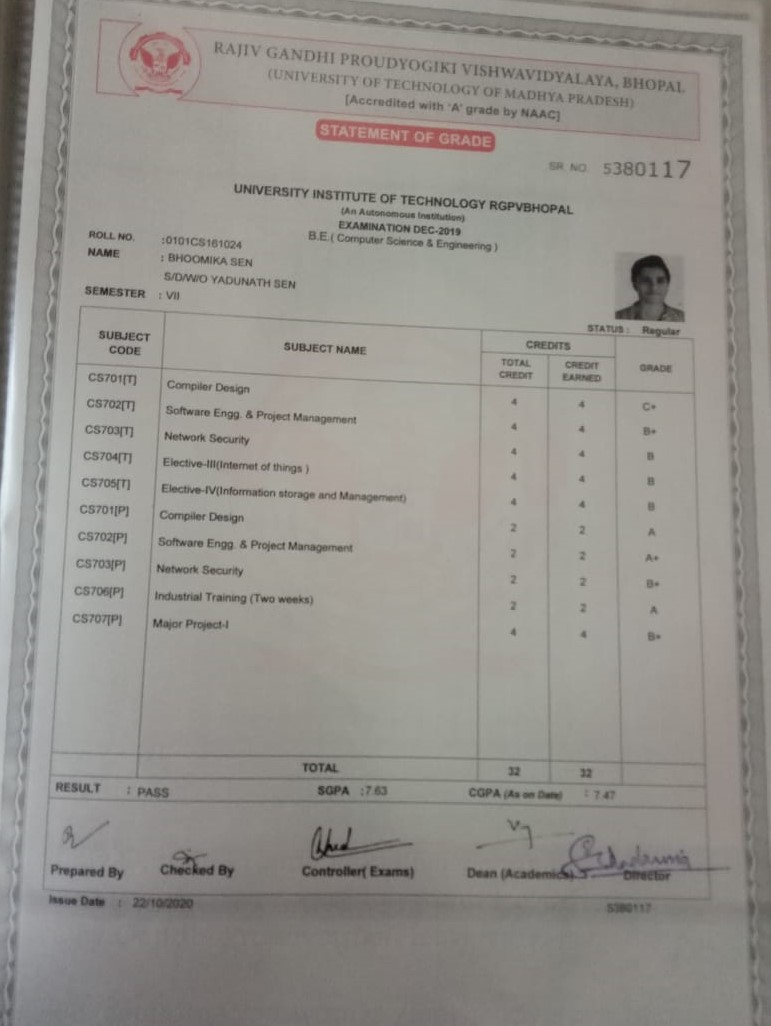 RAJIV GANDHI PROUDYOGIKI VISHWAVIDYALAYA, BHOPAL
(UNIVERSITY OF TECHNOLOGY OF MADHYA PRADESH)
[Accredited with 'A' grade by NAAC]
STATEMENT OF GRADE
SR. NO. 5380117
UNIVERSITY INSTITUTE OF TECHNOLOGY RGPVBHOPAL
(An Autonomous Institution)
EXAMINATION DEC-2019
B.E.( Computer Science & Engineering )
ROLL NO. :0101CS161024
NAME : BHOOMIKA SEN
S/D/W/O YADUNATH SEN
SEMESTER : VII
STATUS : Regular
SUBJECT CODE SUBJECT NAME CREDITS TOTAL CREDIT CREDIT EARNED GRADE
CS701[T] Compiler Design 4 4 C+
CS702[T] Software Engg. & Project Management 4 4 B+
CS703[T] Network Security 4 4 B
CS704[T] Elective-III(Internet of things ) 4 4 B
CS705[T] Elective-IV(Information storage and Management) 4 4 B
CS701[P] Compiler Design 2 2 A
CS702[P] Software Engg. & Project Management 2 2 A+
CS703[P] Network Security 2 2 B+
CS706[P] Industrial Training (Two weeks) 2 2 A
CS707[P] Major Project-I 4 4 B+
TOTAL 32 32
RESULT : PASS SGPA :7.63 CGPA (As on Date) : 7.47
Prepared By Checked By Controller( Exams) Dean (Academics) Director
Issue Date : 22/10/2020 5380117